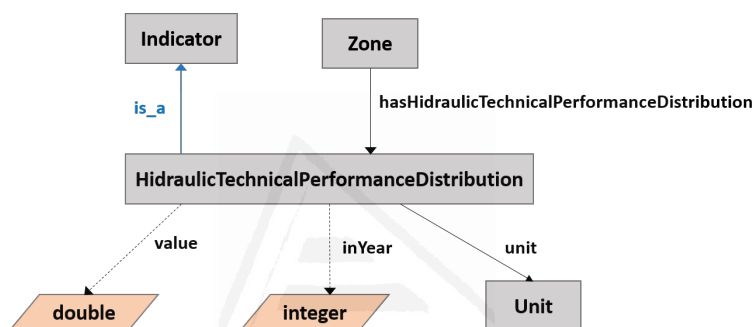 Indicator
Zone
is_a
hasHidraulicTechnicalPerformanceDistribution
HidraulicTechnicalPerformanceDistribution
value
inYear
unit
double
integer
Unit